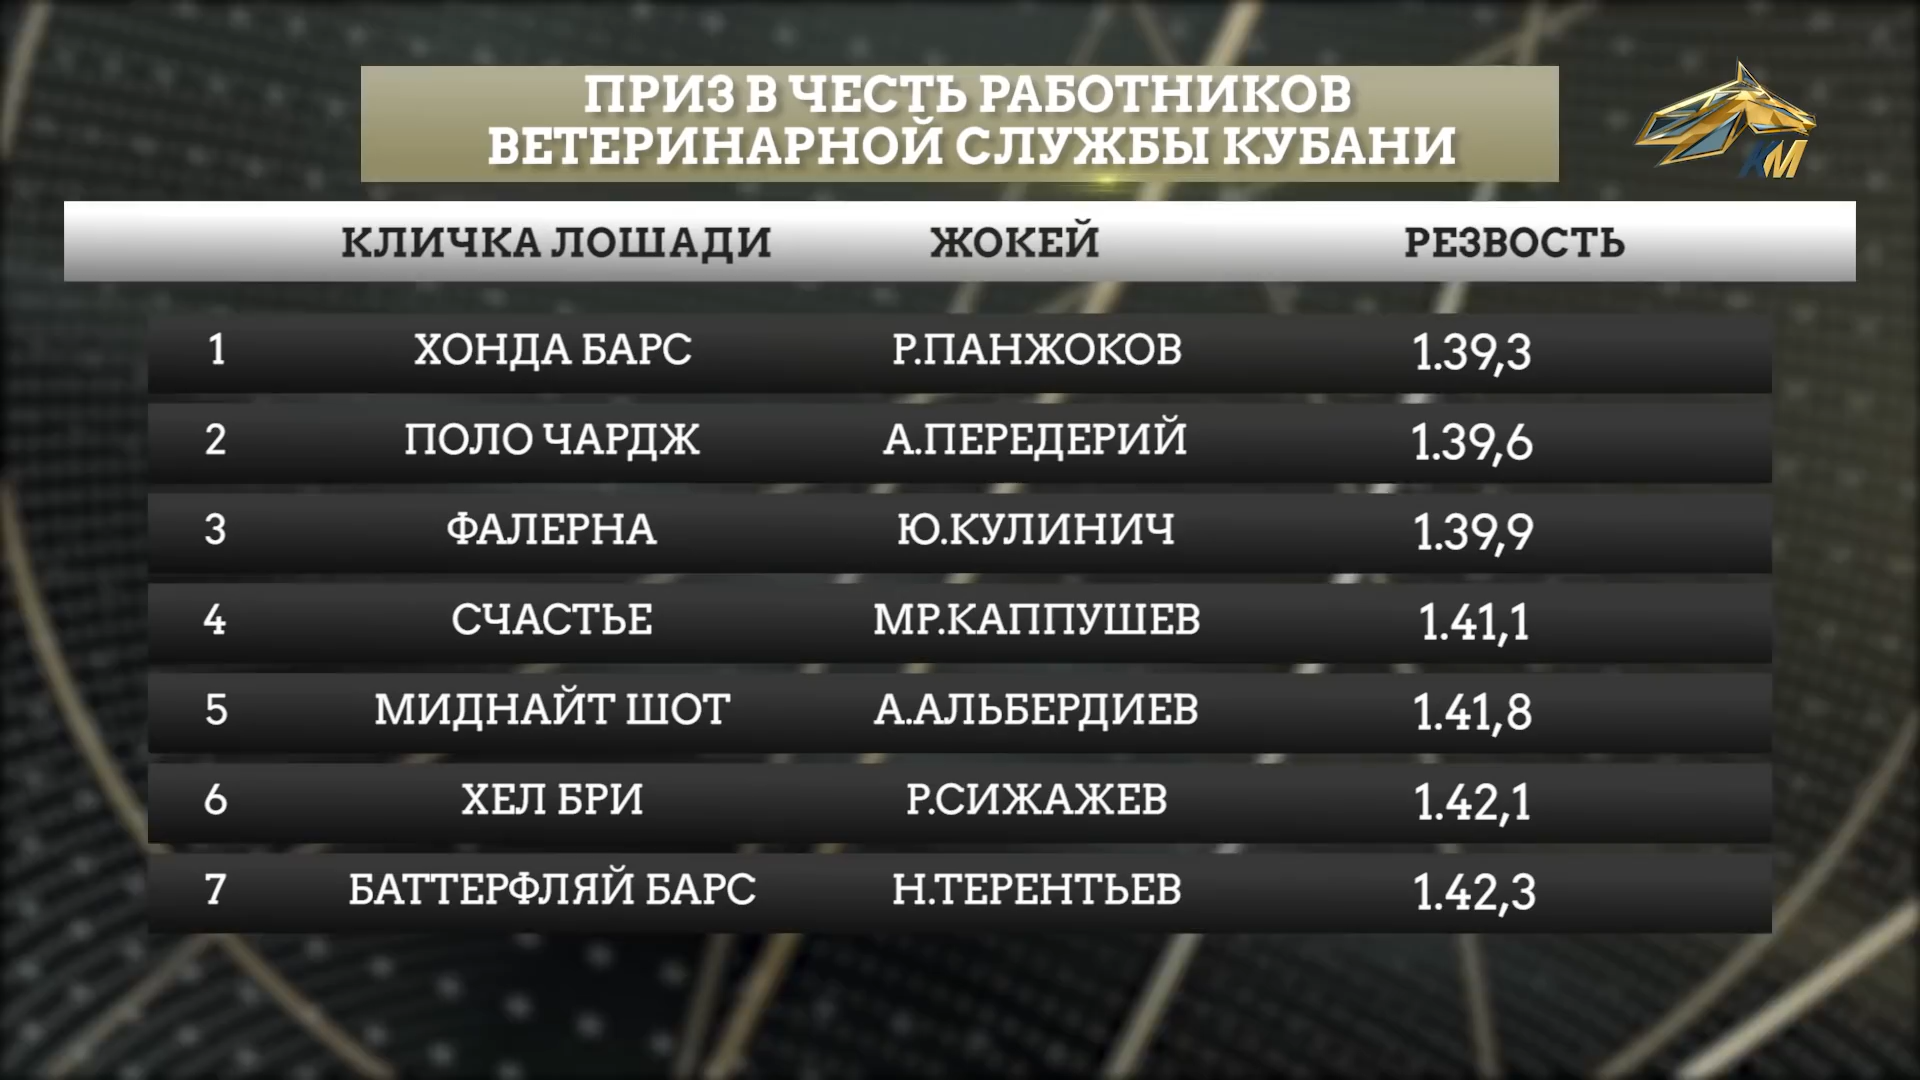 ПРИЗ В ЧЕСТЬ РАБОТНИКОВ
ВЕТЕРИНАРНОЙ СЛУЖБЫ КУБАНИ
КМ
КЛИЧКА ЛОШАДИ ЖОКЕЙ РЕЗВОСТЬ
1 ХОНДА БАРС Р.ПАНЖОКОВ 1.39,3
2 ПОЛО ЧАРДЖ А.ПЕРЕДЕРИЙ 1.39,6
3 ФАЛЕРНА Ю.КУЛИНИЧ 1.39,9
4 СЧАСТЬЕ МР.КАППУШЕВ 1.41,1
5 МИДНАЙТ ШОТ А.АЛЬБЕРДИЕВ 1.41,8
6 ХЕЛ БРИ Р.СИЖАЖЕВ 1.42,1
7 БАТТЕРФЛЯЙ БАРС Н.ТЕРЕНТЬЕВ 1.42,3